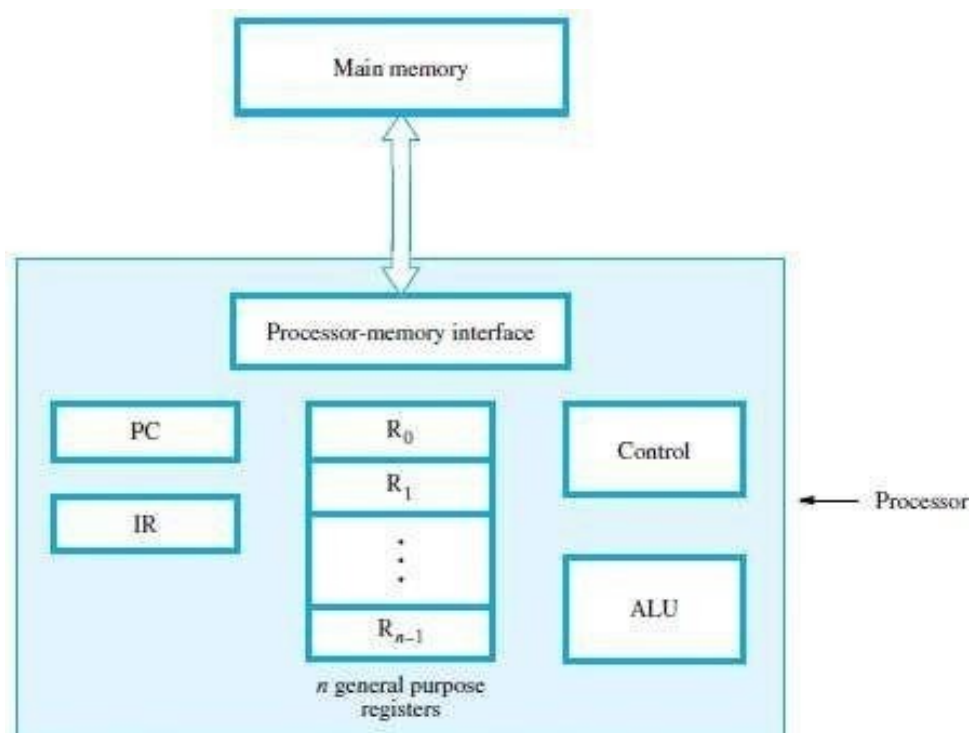 Main memory
Processor-memory interface
PC
IR
R0
R1
⋮
Rn–1
n general purpose
registers
Control
ALU
Processor